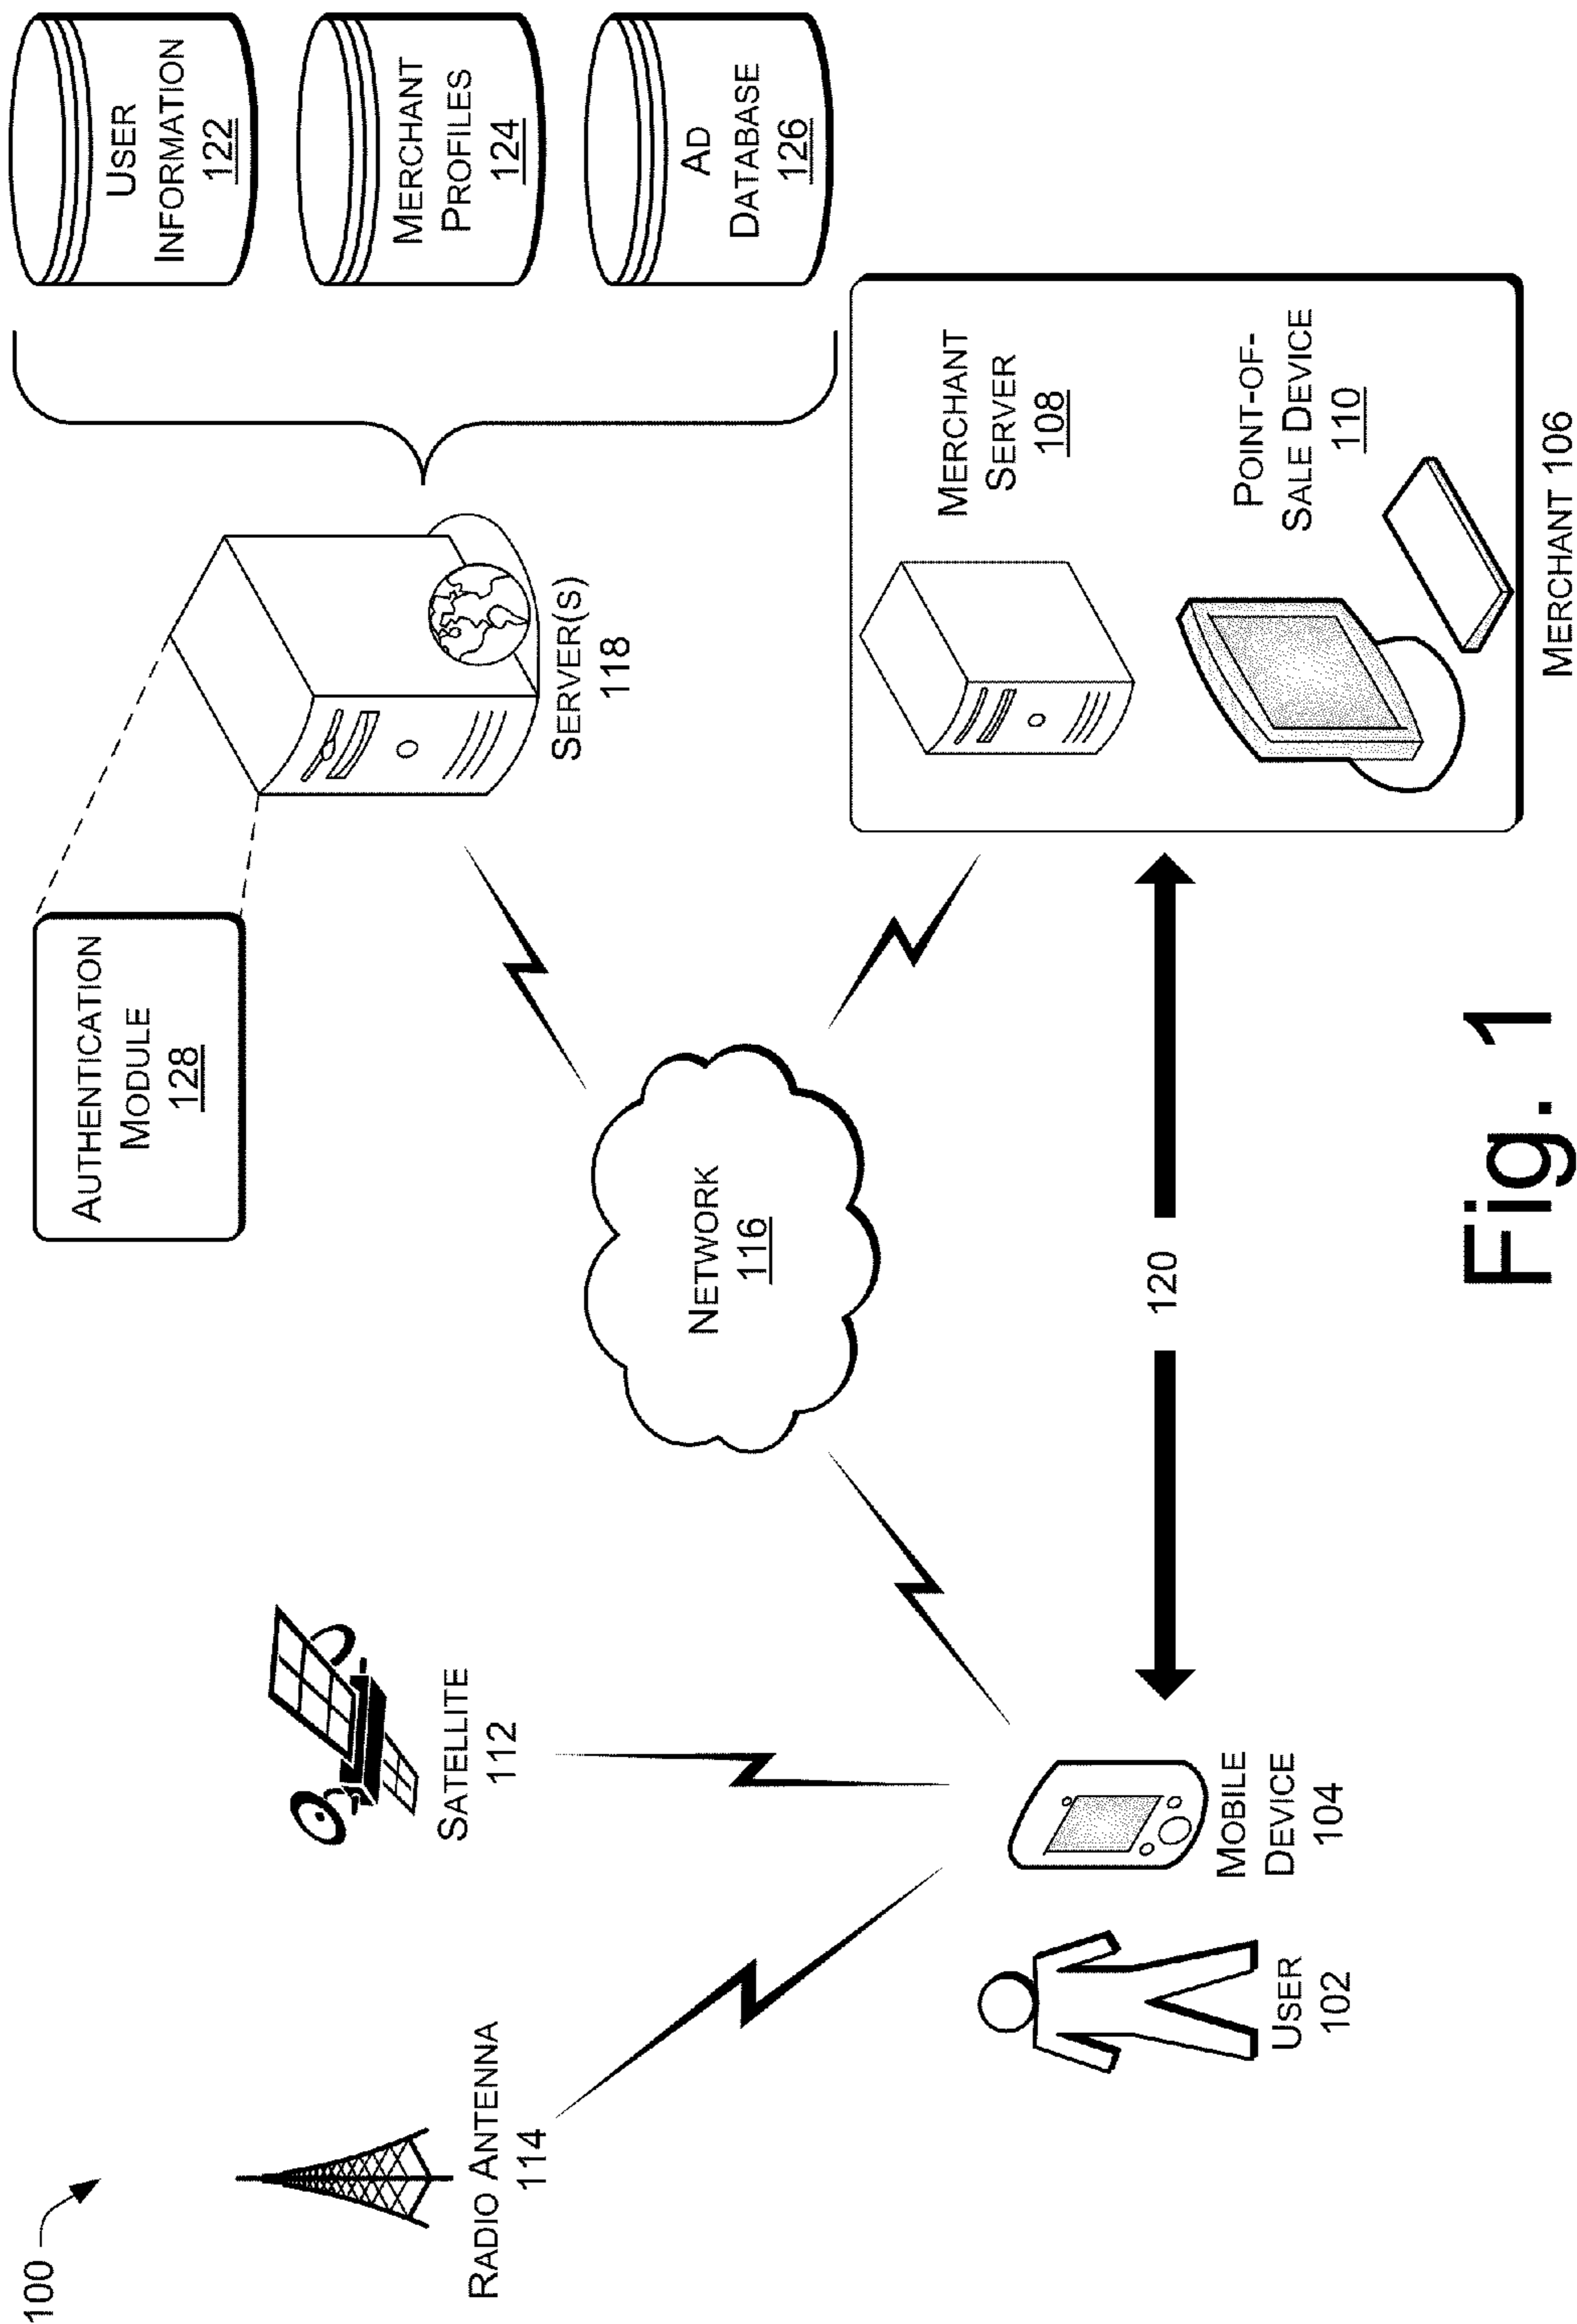 100
RADIO ANTENNA
114
SATELLITE
112
USER
102
MOBILE
DEVICE
104
NETWORK
116
120
AUTHENTICATION
MODULE
128
SERVER(S)
118
USER
INFORMATION
122
MERCHANT
PROFILES
124
AD
DATABASE
126
MERCHANT
SERVER
108
POINT-OF-
SALE DEVICE
110
MERCHANT 106
Fig. 1